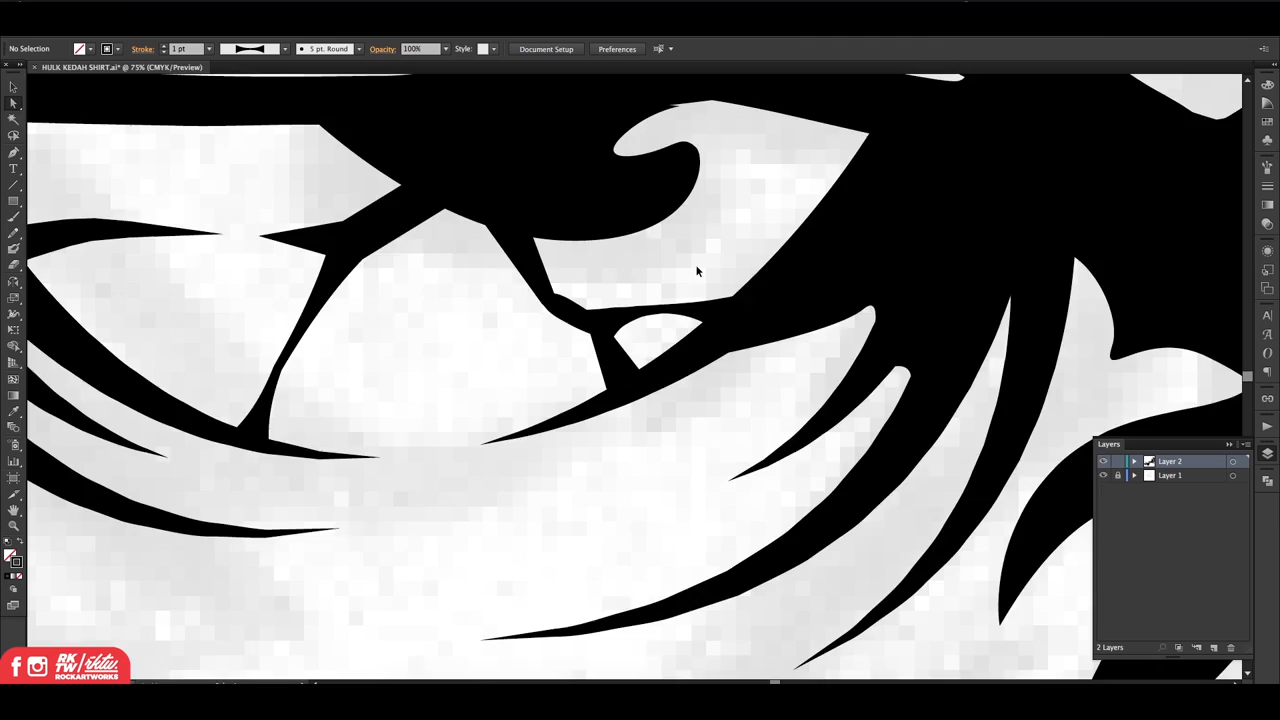 No Selection Stroke: 1 pt 5 pt. Round Opacity: 100% Style: Document Setup Preferences
HULK KEDAH SHIRT.ai* @ 75% (CMYK/Preview)
Layers
Layer 2
Layer 1
2 Layers
RK
TW
rktw
ROCKARTWORKS